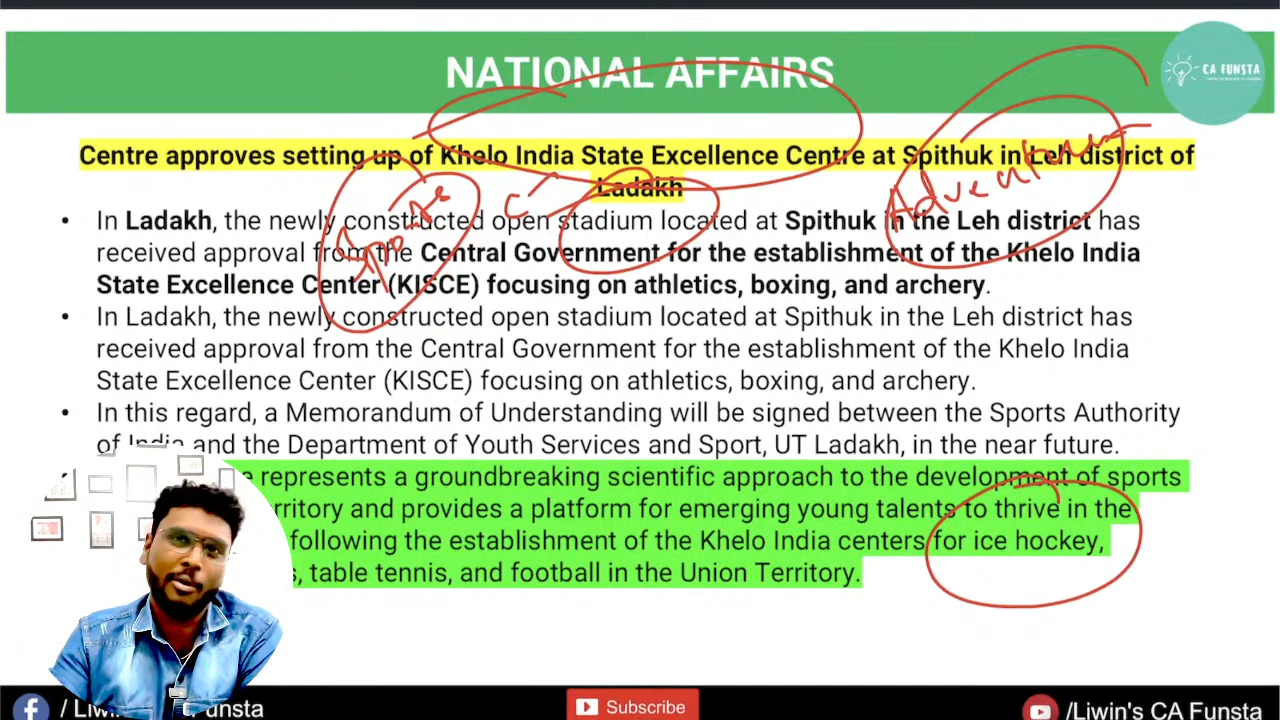 NATIONAL AFFAIRS
CA FUNSTA
Centre approves setting up of Khelo India State Excellence Centre at Spithuk in Leh district of
Ladakh
Sports
Adventure
• In Ladakh, the newly constructed open stadium located at Spithuk in the Leh district has
received approval from the Central Government for the establishment of the Khelo India
State Excellence Center (KISCE) focusing on athletics, boxing, and archery.
• In Ladakh, the newly constructed open stadium located at Spithuk in the Leh district has
received approval from the Central Government for the establishment of the Khelo India
State Excellence Center (KISCE) focusing on athletics, boxing, and archery.
• In this regard, a Memorandum of Understanding will be signed between the Sports Authority
of India and the Department of Youth Services and Sport, UT Ladakh, in the near future.
represents a groundbreaking scientific approach to the development of sports
and provides a platform for emerging young talents to thrive in the
following the establishment of the Khelo India centers for ice hockey,
table tennis, and football in the Union Territory.
Subscribe
/Liwin's CA Funsta